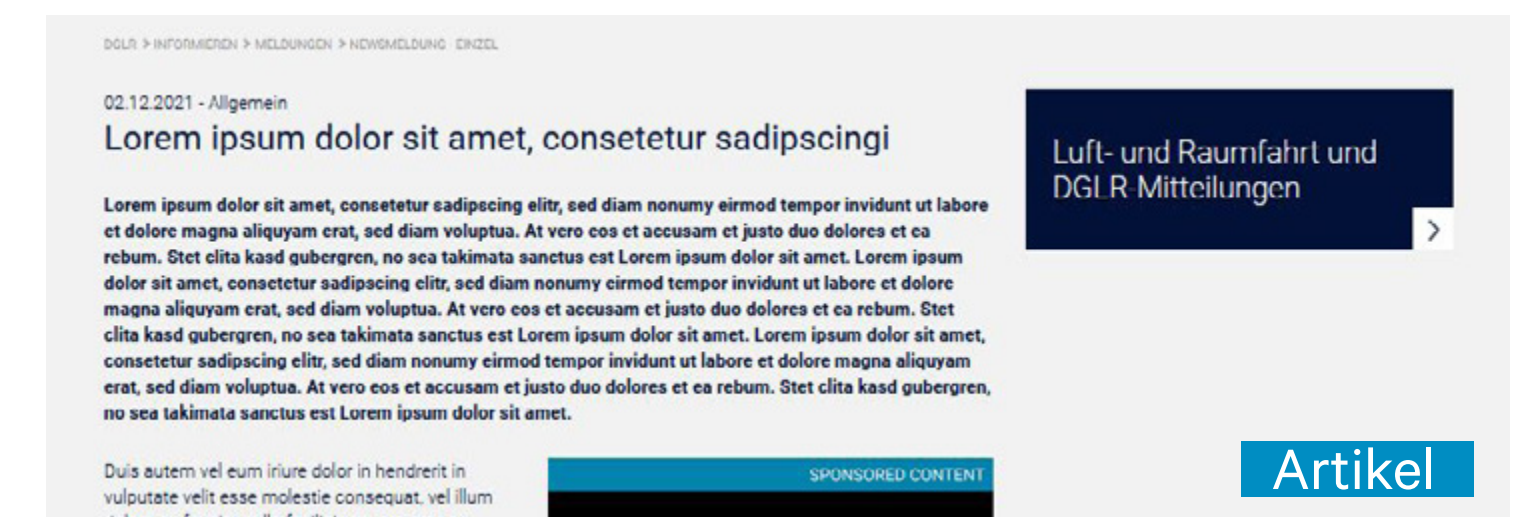 DGLR > INFORMIEREN > MELDUNGEN > NEWSMELDUNG EINZEL
02.12.2021 - Allgemein
Lorem ipsum dolor sit amet, consetetur sadipscingi
Lorem ipsum dolor sit amet, consetetur sadipscing elitr, sed diam nonumy eirmod tempor invidunt ut labore
et dolore magna aliquyam erat, sed diam voluptua. At vero eos et accusam et justo duo dolores et ea
rebum. Stet clita kasd gubergren, no sea takimata sanctus est Lorem ipsum dolor sit amet. Lorem ipsum
dolor sit amet, consetetur sadipscing elitr, sed diam nonumy eirmod tempor invidunt ut labore et dolore
magna aliquyam erat, sed diam voluptua. At vero eos et accusam et justo duo dolores et ea rebum. Stet
clita kasd gubergren, no sea takimata sanctus est Lorem ipsum dolor sit amet. Lorem ipsum dolor sit amet,
consetetur sadipscing elitr, sed diam nonumy eirmod tempor invidunt ut labore et dolore magna aliquyam
erat, sed diam voluptua. At vero eos et accusam et justo duo dolores et ea rebum. Stet clita kasd gubergren,
no sea takimata sanctus est Lorem ipsum dolor sit amet.
Duis autem vel eum iriure dolor in hendrerit in
vulputate velit esse molestie consequat, vel illum
SPONSORED CONTENT
Luft- und Raumfahrt und
DGLR-Mitteilungen
Artikel